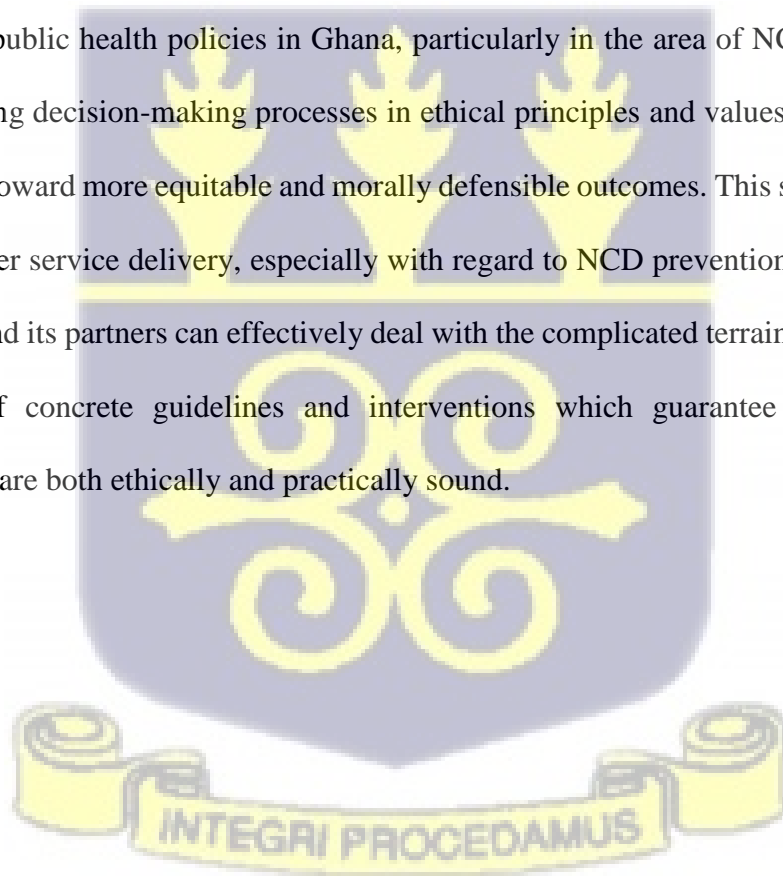 public health policies in Ghana, particularly in the area of
ng decision-making processes in ethical principles and values
oward more equitable and morally defensible outcomes. This
er service delivery, especially with regard to NCD prevention
nd its partners can effectively deal with the complicated terrain
f concrete guidelines and interventions which guarantee
are both ethically and practically sound.
INTEGRI PROCEDAMUS